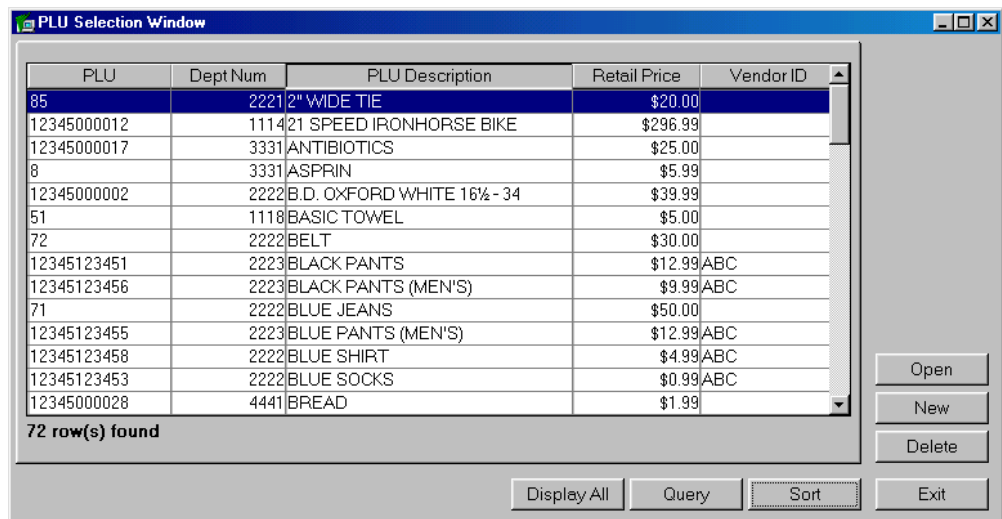 PLU Selection Window
PLU Dept Num PLU Description Retail Price Vendor ID
85 2221 2" WIDE TIE $20.00
12345000012 1114 21 SPEED IRONHORSE BIKE $296.99
12345000017 3331 ANTIBIOTICS $25.00
8 3331 ASPRIN $5.99
12345000002 2222 B.D. OXFORD WHITE 16½ - 34 $39.99
51 1118 BASIC TOWEL $5.00
72 2222 BELT $30.00
12345123451 2223 BLACK PANTS $12.99 ABC
12345123456 2223 BLACK PANTS (MEN'S) $9.99 ABC
71 2222 BLUE JEANS $50.00
12345123455 2223 BLUE PANTS (MEN'S) $12.99 ABC
12345123458 2222 BLUE SHIRT $4.99 ABC
12345123453 2222 BLUE SOCKS $0.99 ABC
12345000028 4441 BREAD $1.99
72 row(s) found
Open
New
Delete
Display All Query Sort Exit